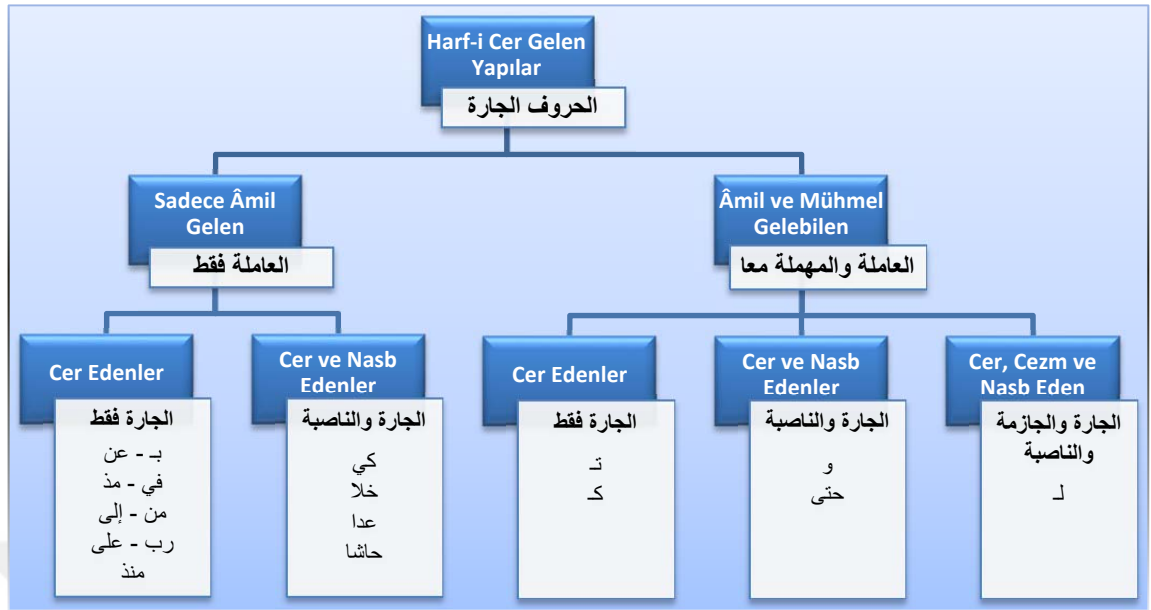 Harf-i Cer Gelen
Yapılar
الحروف الجارة
Sadece Âmil
Gelen
العاملة فقط
Âmil ve Mühmel
Gelebilen
العاملة والمهملة معا
Cer Edenler
الجارة فقط
بـ - عن
في - مذ
من - إلى
رب - على
منذ
Cer ve Nasb
Edenler
الجارة والناصبة
كي
خلا
عدا
حاشا
Cer Edenler
الجارة فقط
تـ
كـ
Cer ve Nasb
Edenler
الجارة والناصبة
و
حتى
Cer, Cezm ve
Nasb Eden
الجارة والجازمة
والناصبة
لـ